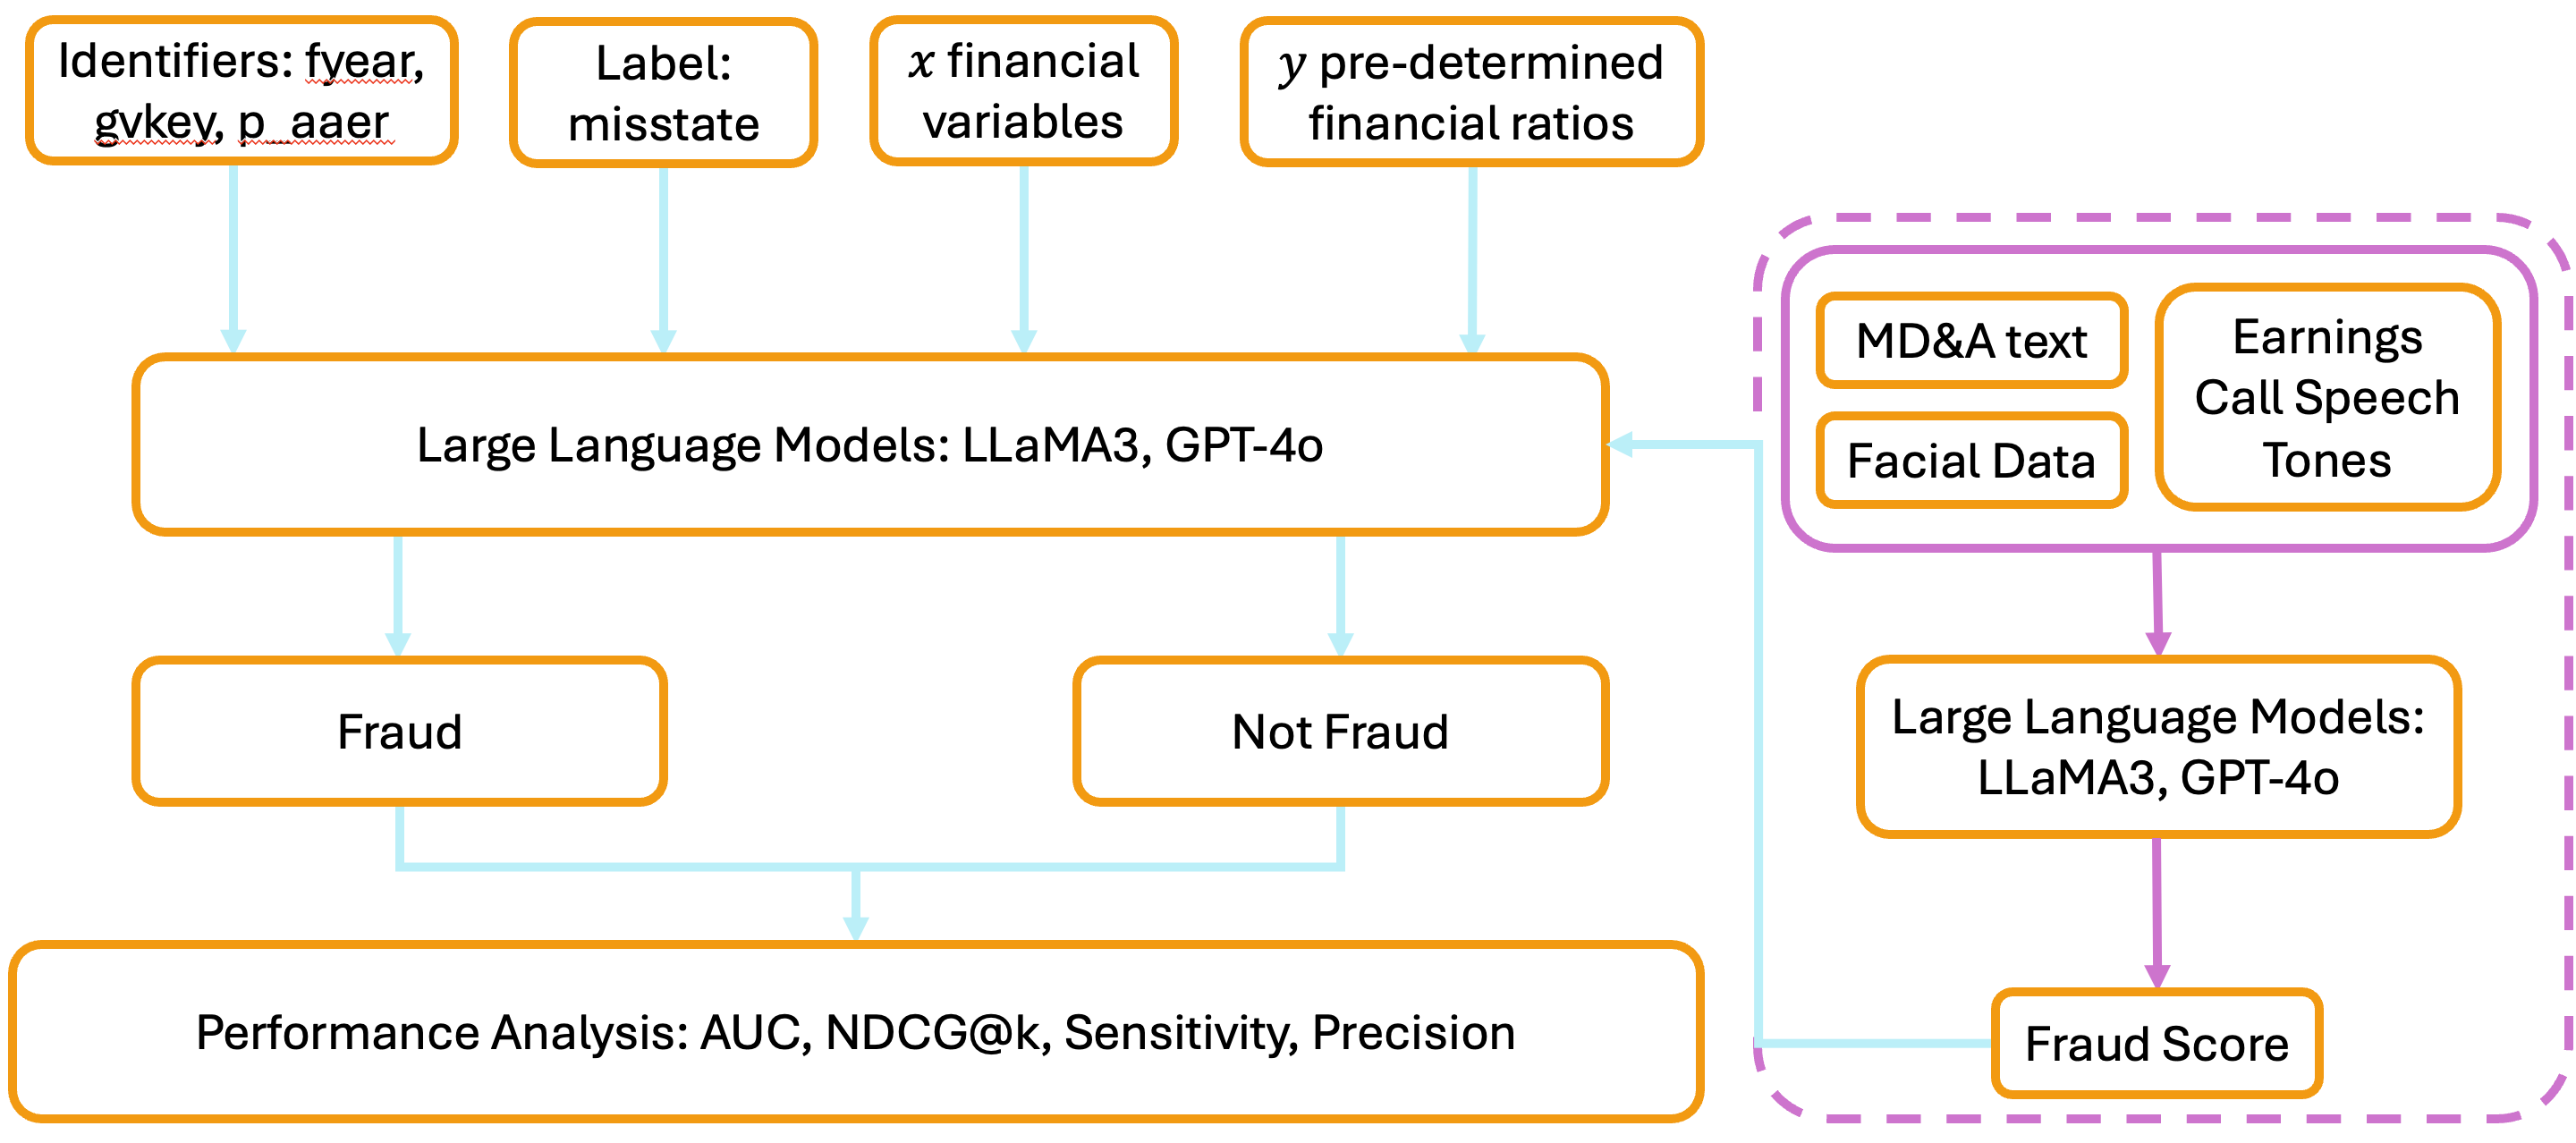 Identifiers: fyear,
gvkey, p_aaer
Label:
misstate
x financial
variables
y pre-determined
financial ratios
MD&A text
Facial Data
Earnings
Call Speech
Tones
Large Language Models: LLaMA3, GPT-4o
Fraud
Not Fraud
Large Language Models:
LLaMA3, GPT-4o
Performance Analysis: AUC, NDCG@k, Sensitivity, Precision
Fraud Score